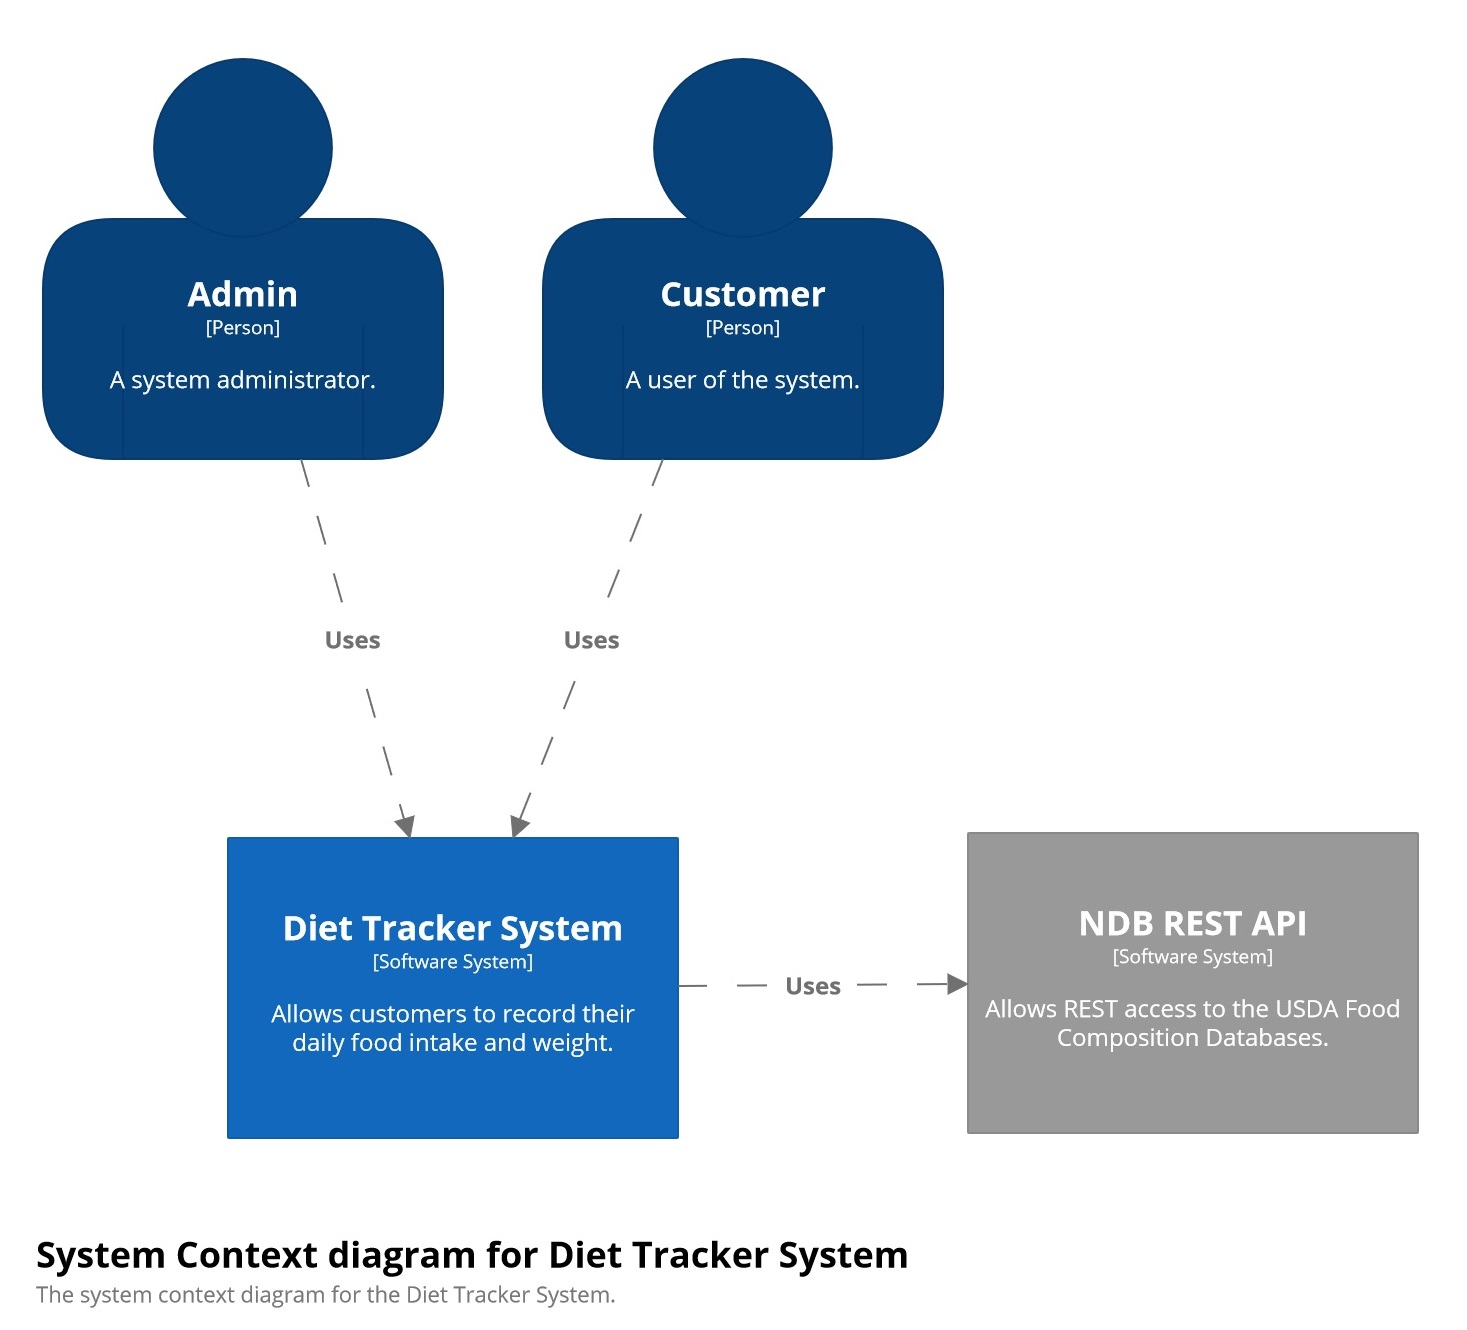 Admin
[Person]
A system administrator.
Customer
[Person]
A user of the system.
Uses
Uses
Diet Tracker System
[Software System]
Allows customers to record their
daily food intake and weight.
Uses
NDB REST API
[Software System]
Allows REST access to the USDA Food
Composition Databases.
System Context diagram for Diet Tracker System
The system context diagram for the Diet Tracker System.